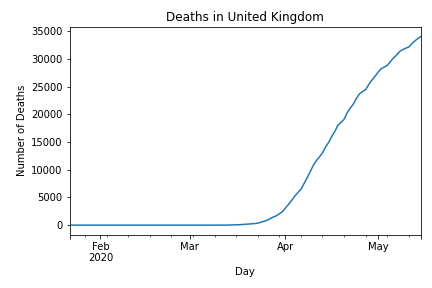 Deaths in United Kingdom
35000
30000
25000
20000
15000
10000
5000
0
Number of Deaths
Feb
2020
Mar
Apr
May
Day